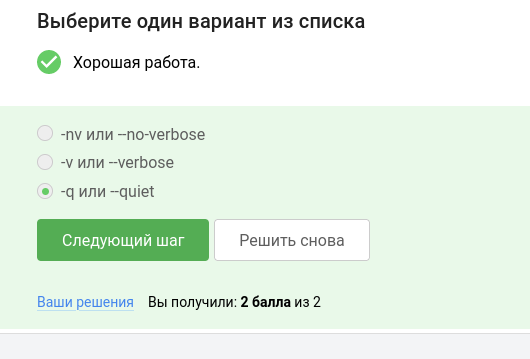 Выберите один вариант из списка
Хорошая работа.
-nv или --no-verbose
-v или --verbose
-q или --quiet
Следующий шаг
Решить снова
Ваши решения Вы получили: 2 балла из 2